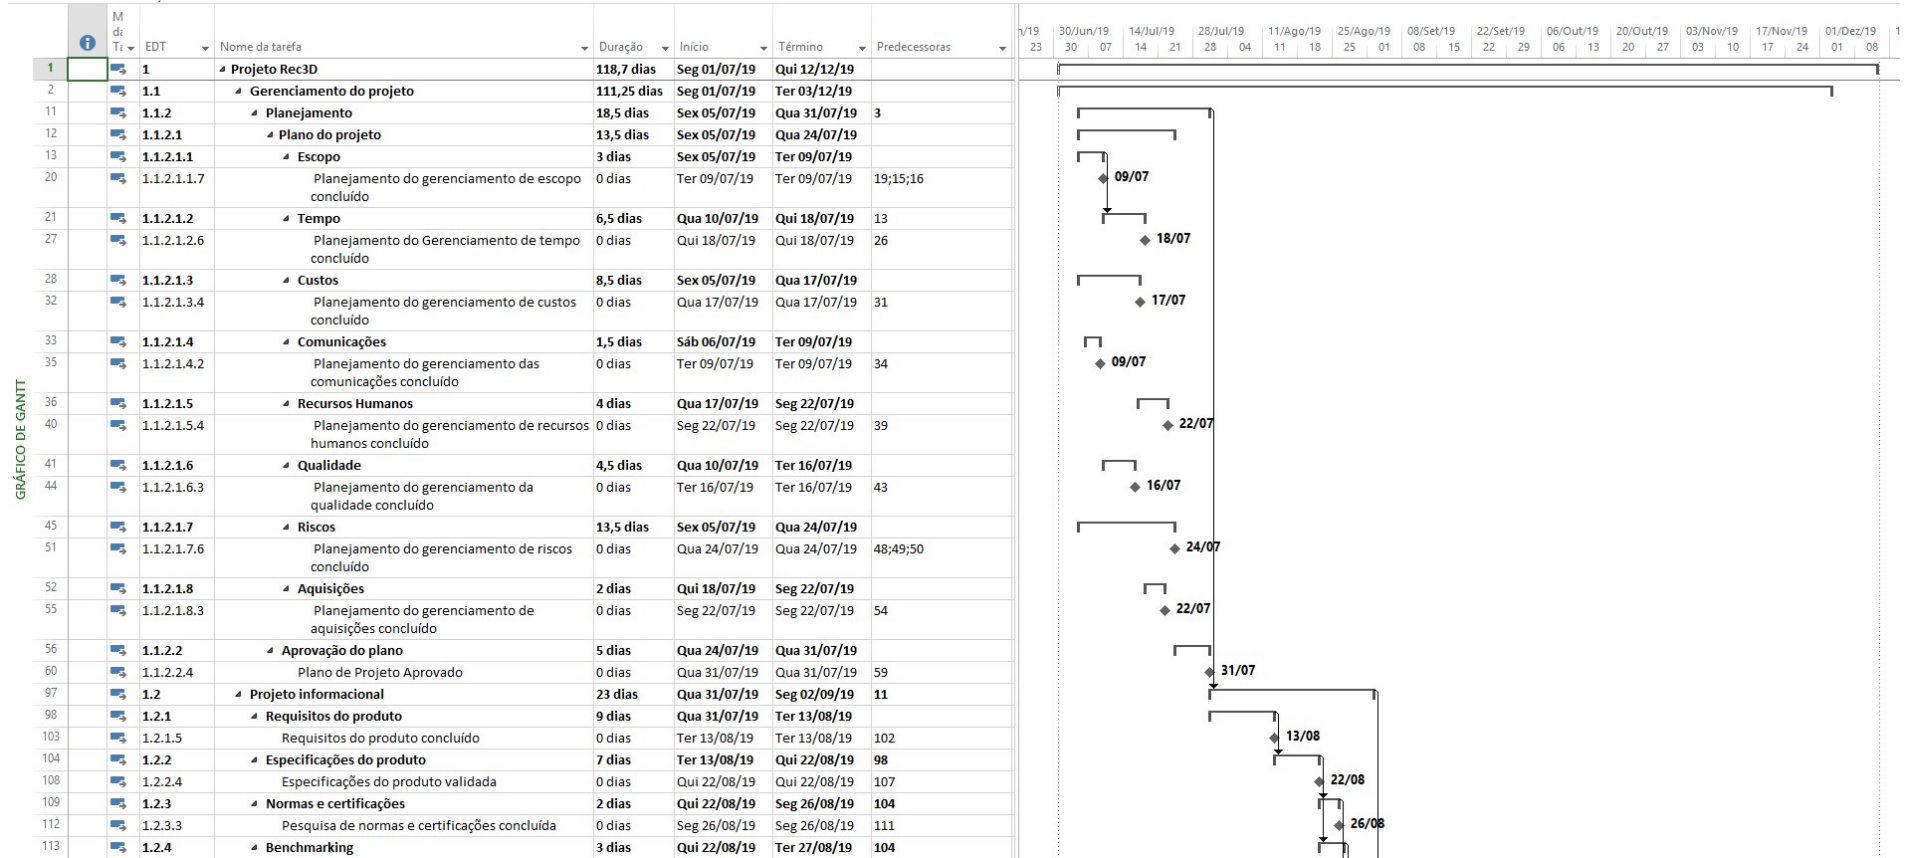 M
da
Ta EDT Nome da tarefa Duração Início Término Predecessoras
1/19 30/Jun/19 14/Jul/19 28/Jul/19 11/Ago/19 25/Ago/19 08/Set/19 22/Set/19 06/Out/19 20/Out/19 03/Nov/19 17/Nov/19 01/Dez/19 1
23 30 07 14 21 28 04 11 18 25 01 08 15 22 29 06 13 20 27 03 10 17 24 01 08
1 1 Projeto Rec3D 118,7 dias Seg 01/07/19 Qui 12/12/19
2 1.1 Gerenciamento do projeto 111,25 dias Seg 01/07/19 Ter 03/12/19
11 1.1.2 Planejamento 18,5 dias Sex 05/07/19 Qua 31/07/19 3
12 1.1.2.1 Plano do projeto 13,5 dias Sex 05/07/19 Qua 24/07/19
13 1.1.2.1.1 Escopo 3 dias Sex 05/07/19 Ter 09/07/19
20 1.1.2.1.1.7 Planejamento do gerenciamento de escopo 0 dias Ter 09/07/19 Ter 09/07/19 19;15;16 09/07
concluído
21 1.1.2.1.2 Tempo 6,5 dias Qua 10/07/19 Qui 18/07/19 13
27 1.1.2.1.2.6 Planejamento do Gerenciamento de tempo 0 dias Qui 18/07/19 Qui 18/07/19 26 18/07
concluído
28 1.1.2.1.3 Custos 8,5 dias Sex 05/07/19 Qua 17/07/19
32 1.1.2.1.3.4 Planejamento do gerenciamento de custos 0 dias Qua 17/07/19 Qua 17/07/19 31 17/07
concluído
33 1.1.2.1.4 Comunicações 1,5 dias Sáb 06/07/19 Ter 09/07/19
35 1.1.2.1.4.2 Planejamento do gerenciamento das 0 dias Ter 09/07/19 Ter 09/07/19 34 09/07
comunicações concluído
36 1.1.2.1.5 Recursos Humanos 4 dias Qua 17/07/19 Seg 22/07/19
40 1.1.2.1.5.4 Planejamento do gerenciamento de recursos 0 dias Seg 22/07/19 Seg 22/07/19 39 22/07
humanos concluído
41 1.1.2.1.6 Qualidade 4,5 dias Qua 10/07/19 Ter 16/07/19
44 1.1.2.1.6.3 Planejamento do gerenciamento da 0 dias Ter 16/07/19 Ter 16/07/19 43 16/07
qualidade concluído
45 1.1.2.1.7 Riscos 13,5 dias Sex 05/07/19 Qua 24/07/19
51 1.1.2.1.7.6 Planejamento do gerenciamento de riscos 0 dias Qua 24/07/19 Qua 24/07/19 48;49;50 24/07
concluído
52 1.1.2.1.8 Aquisições 2 dias Qui 18/07/19 Seg 22/07/19
55 1.1.2.1.8.3 Planejamento do gerenciamento de 0 dias Seg 22/07/19 Seg 22/07/19 54 22/07
aquisições concluído
56 1.1.2.2 Aprovação do plano 5 dias Qua 24/07/19 Qua 31/07/19
60 1.1.2.2.4 Plano de Projeto Aprovado 0 dias Qua 31/07/19 Qua 31/07/19 59 31/07
97 1.2 Projeto informacional 23 dias Qua 31/07/19 Seg 02/09/19 11
98 1.2.1 Requisitos do produto 9 dias Qua 31/07/19 Ter 13/08/19
103 1.2.1.5 Requisitos do produto concluído 0 dias Ter 13/08/19 Ter 13/08/19 102 13/08
104 1.2.2 Especificações do produto 7 dias Ter 13/08/19 Qui 22/08/19 98
108 1.2.2.4 Especificações do produto validada 0 dias Qui 22/08/19 Qui 22/08/19 107 22/08
109 1.2.3 Normas e certificações 2 dias Qui 22/08/19 Seg 26/08/19 104
112 1.2.3.3 Pesquisa de normas e certificações concluída 0 dias Seg 26/08/19 Seg 26/08/19 111 26/08
113 1.2.4 Benchmarking 3 dias Qui 22/08/19 Ter 27/08/19 104
GRÁFICO DE GANTT